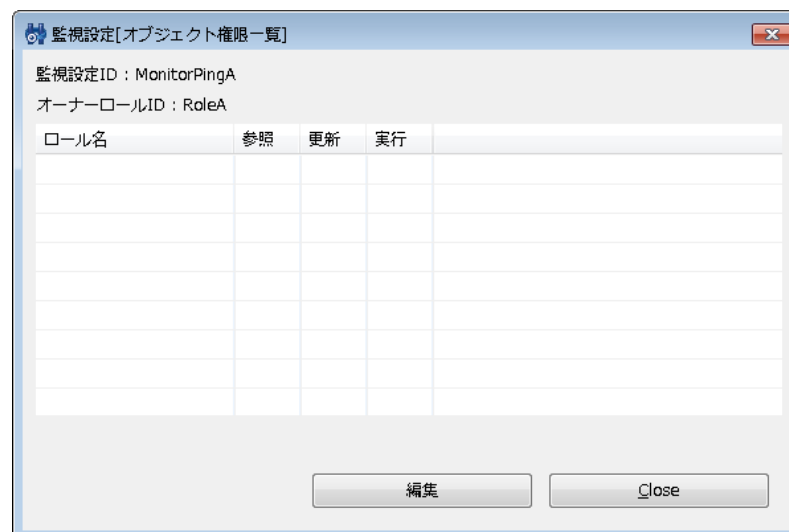 監視設定[オブジェクト権限一覧]
監視設定ID : MonitorPingA
オーナーロールID : RoleA
ロール名 参照 更新 実行
編集 Close